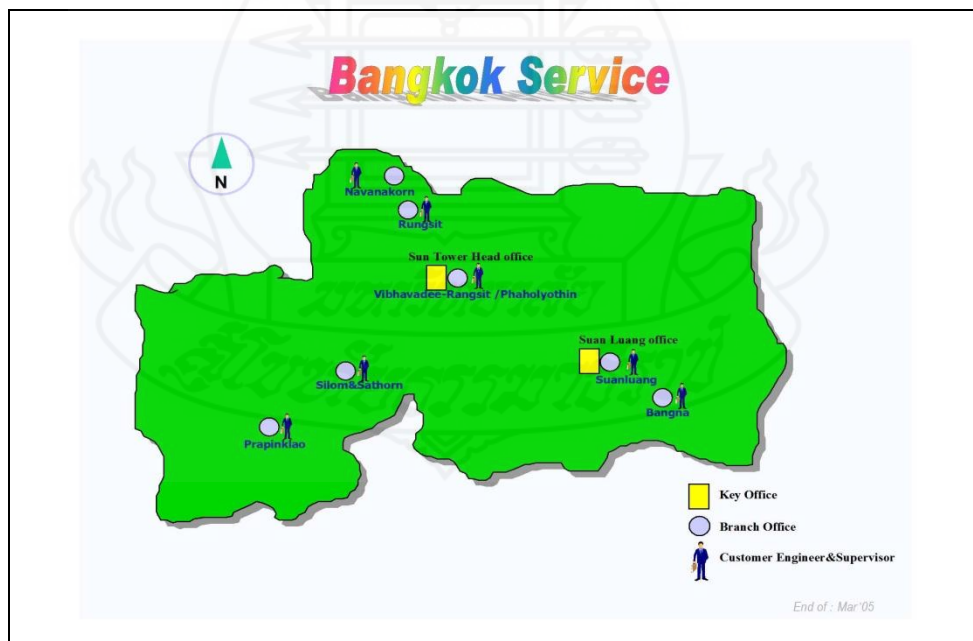 Bangkok Service
N
Navanakorn
Rungsit
Sun Tower Head office
Vibhavadee-Rangsit /Phaholyothin
Suan Luang office
Suanluang
Silom&Sathorn
Bangna
Prapinklao
Key Office
Branch Office
Customer Engineer&Supervisor
End of : Mar'05